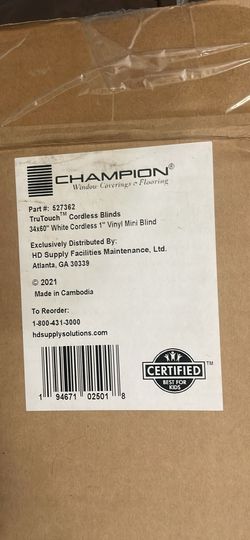 CHAMPION®
Window Coverings & Flooring
Part #: 527362
TruTouch™ Cordless Blinds
34x60" White Cordless 1" Vinyl Mini Blind
Exclusively Distributed By:
HD Supply Facilities Maintenance, Ltd.
Atlanta, GA 30339
© 2021
Made in Cambodia
To Reorder:
1-800-431-3000
hdsupplysolutions.com
CERTIFIED™
BEST FOR
KIDS
1 94671 02501 8